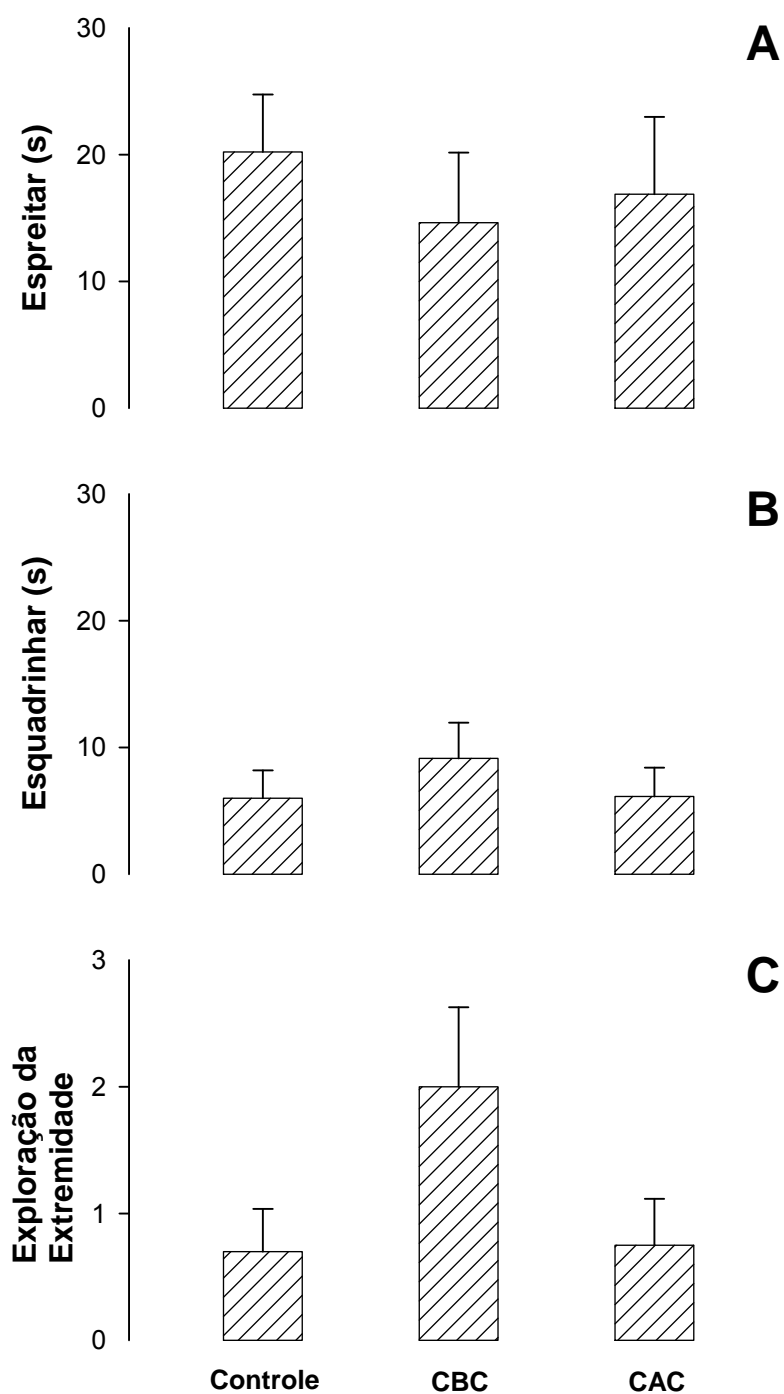 A
30
20
10
0
Espreitar (s)
B
30
20
10
0
Esquadrinhar (s)
C
3
2
1
0
Exploração da
Extremidade
Controle CBC CAC